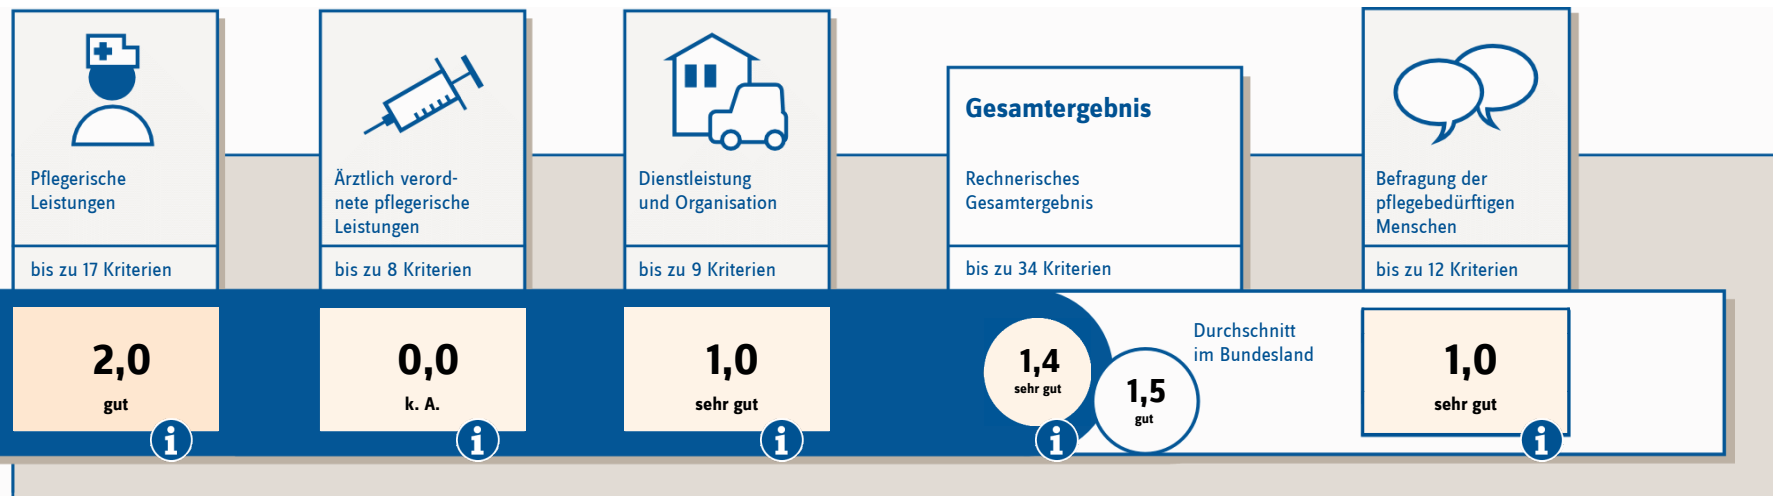 Pflegerische
Leistungen
bis zu 17 Kriterien
2,0
gut
Ärztlich verord-
nete pflegerische
Leistungen
bis zu 8 Kriterien
0,0
k. A.
Dienstleistung
und Organisation
bis zu 9 Kriterien
1,0
sehr gut
Gesamtergebnis
Rechnerisches
Gesamtergebnis
bis zu 34 Kriterien
1,4
sehr gut
1,5
gut
Durchschnitt
im Bundesland
Befragung der
pflegebedürftigen
Menschen
bis zu 12 Kriterien
1,0
sehr gut